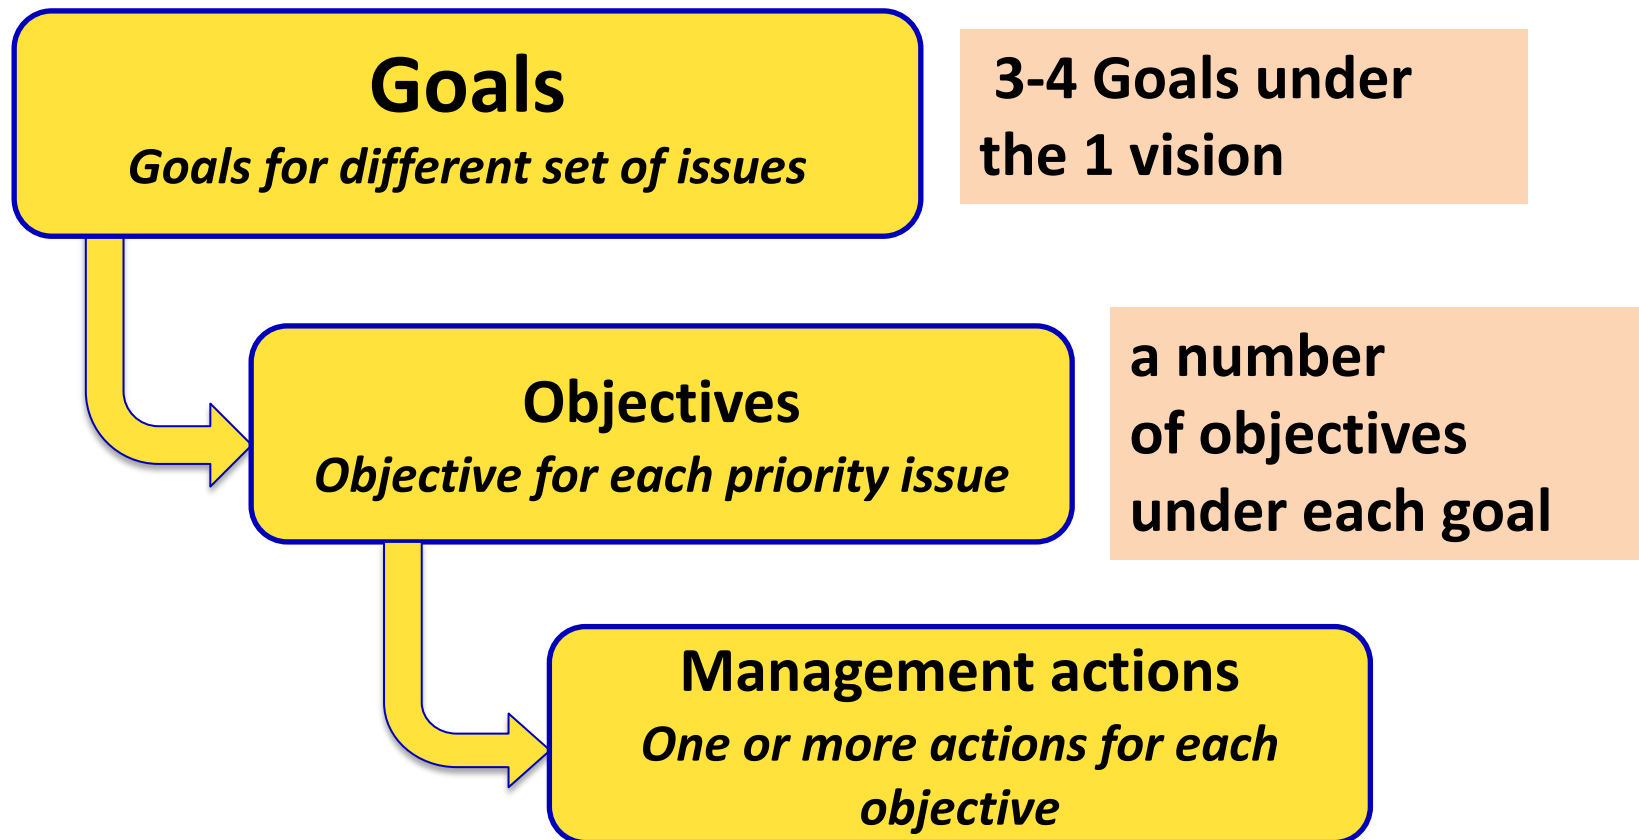 Goals
Goals for different set of issues
3-4 Goals under
the 1 vision
Objectives
Objective for each priority issue
a number
of objectives
under each goal
Management actions
One or more actions for each
objective